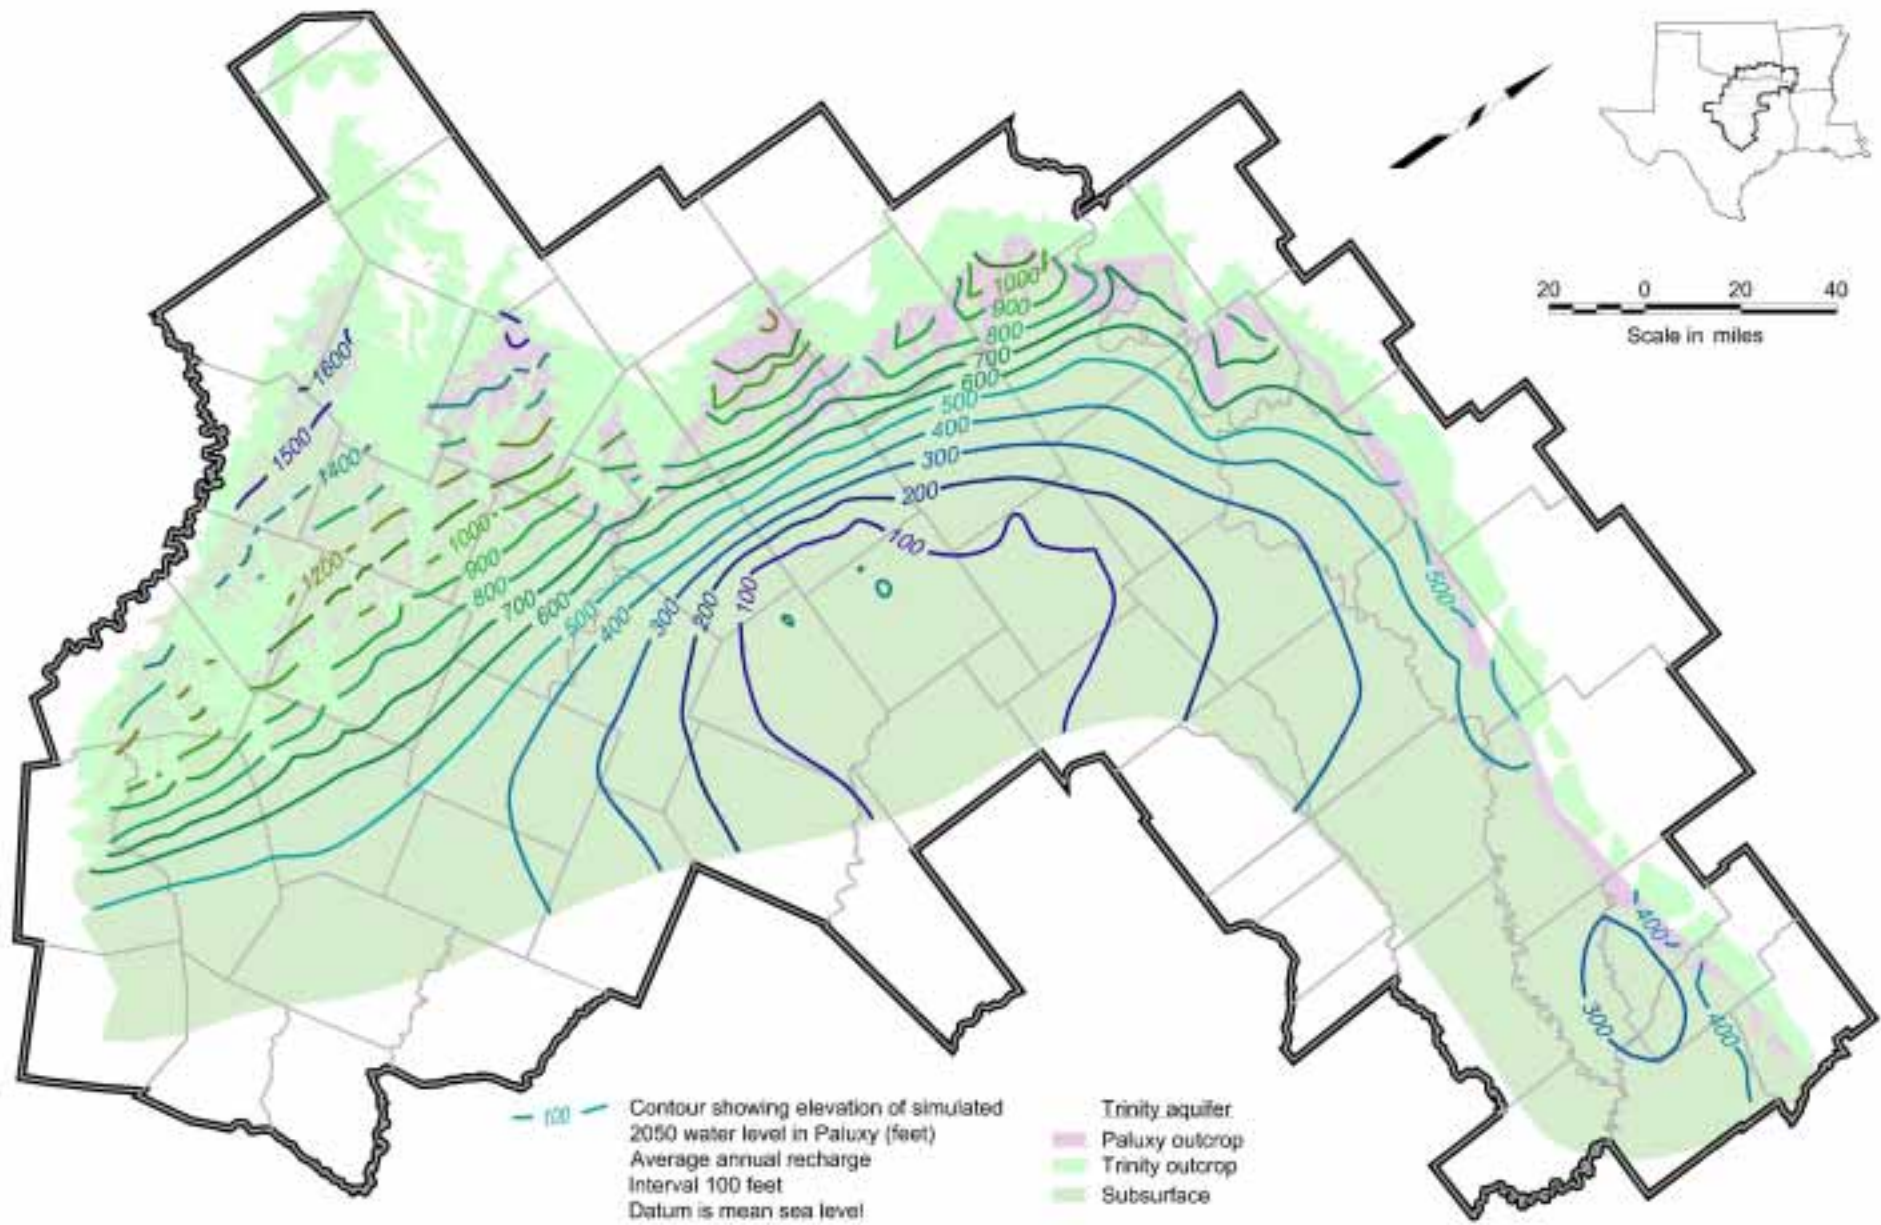 1000
900
800
700
600
500
400
300
200
100
1600
1500
1400
1200
1000
900
800
700
600
500
400
300
200
100
500
400
300
400
20 0 20 40
Scale in miles
100
Contour showing elevation of simulated
2050 water level in Paluxy (feet)
Average annual recharge
Interval 100 feet
Datum is mean sea level
Trinity aquifer
Paluxy outcrop
Trinity outcrop
Subsurface